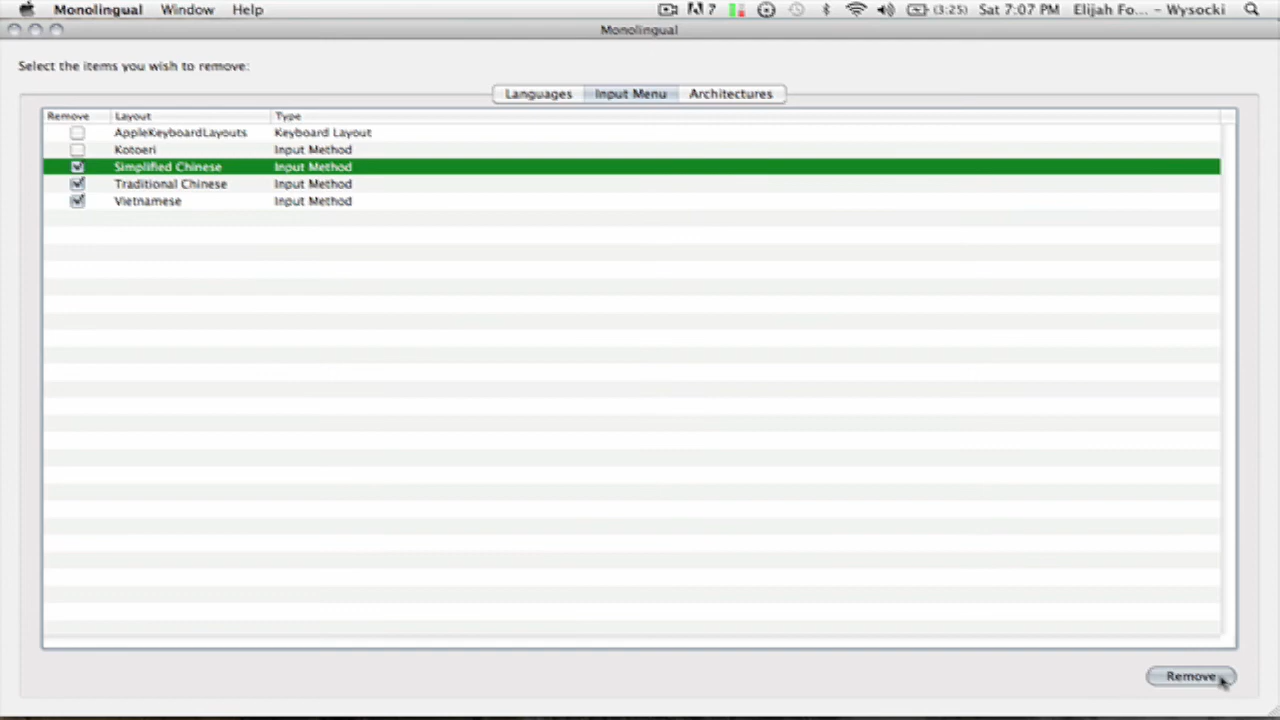 Monolingual Window Help 7 (3:25) Sat 7:07 PM Elijah Fo... – Wysocki
Monolingual
Select the items you wish to remove:
Languages Input Menu Architectures
Remove Layout Type
AppleKeyboardLayouts Keyboard Layout
Kotoeri Input Method
Simplified Chinese Input Method
Traditional Chinese Input Method
Vietnamese Input Method
Remove